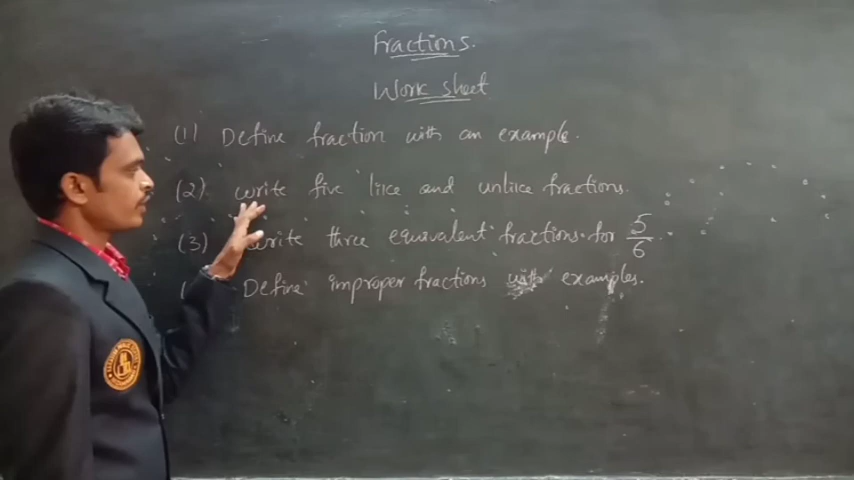 Fractions.
Work sheet
(1) Define fraction with an example.
(2) write five like and unlike fractions.
(3) write three equivalent fractions for 5/6.
Define improper fractions with examples.